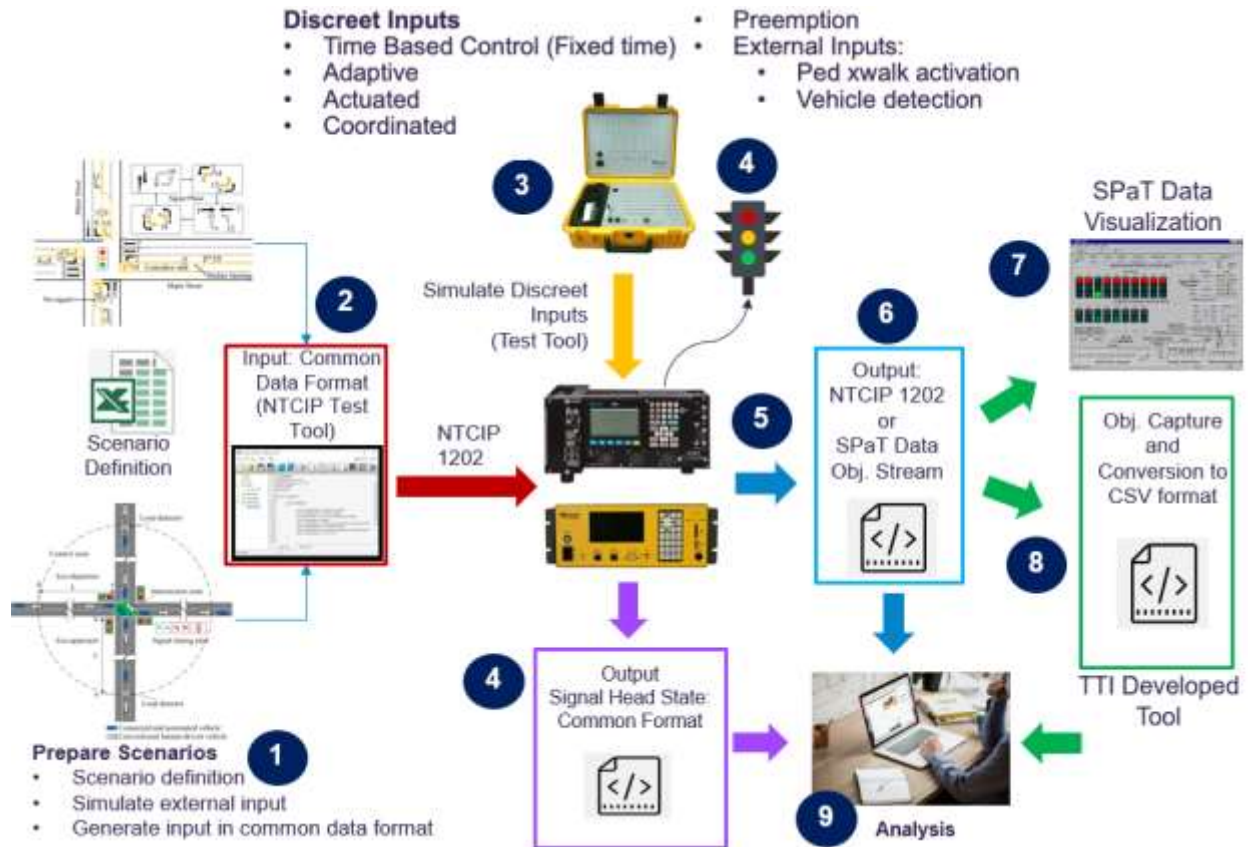 Discreet Inputs
• Time Based Control (Fixed time)
• Adaptive
• Actuated
• Coordinated
• Preemption
• External Inputs:
• Ped xwalk activation
• Vehicle detection
3
4
SPaT Data
Visualization
7
2
Simulate Discreet
Inputs
(Test Tool)
6
Input: Common
Data Format
(NTCIP Test
Tool)
Scenario
Definition
NTCIP
1202
5
Output:
NTCIP 1202
or
SPaT Data
Obj. Stream
</>
Obj. Capture
and
Conversion to
CSV format
</>
8
TTI Developed
Tool
4
Output
Signal Head State:
Common Format
</>
1
Prepare Scenarios
• Scenario definition
• Simulate external input
• Generate input in common data format
9
Analysis